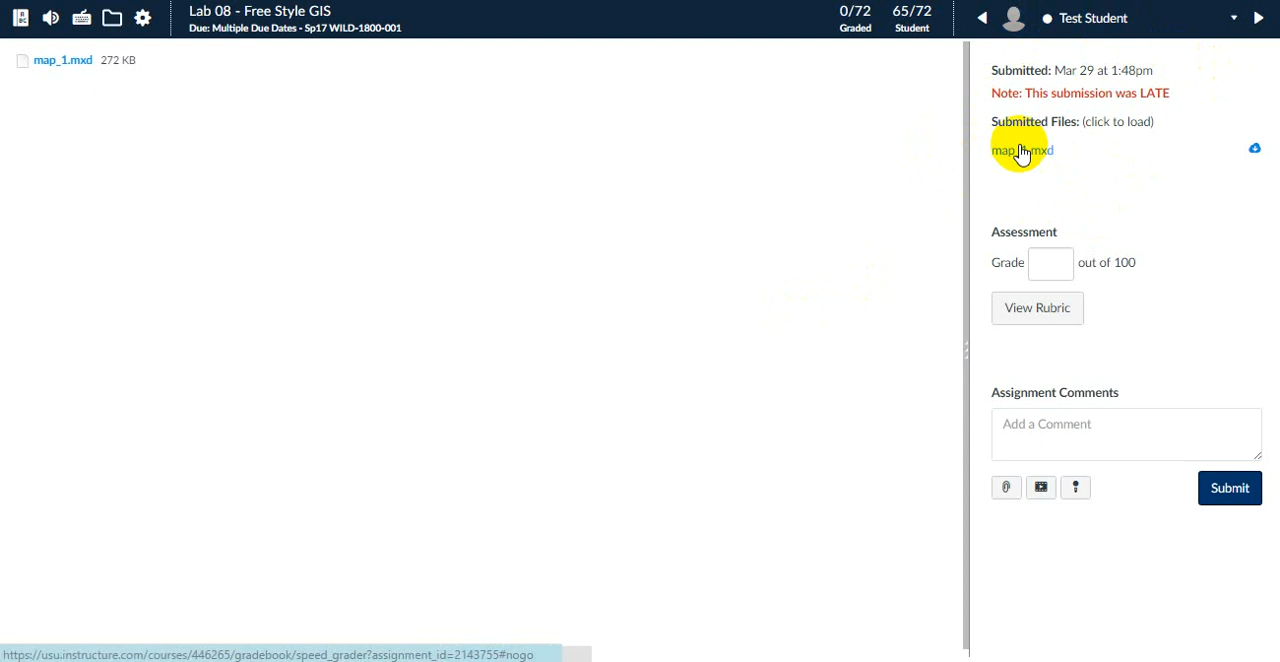 Lab 08 - Free Style GIS
Due: Multiple Due Dates - Sp17 WILD-1800-001
0/72
Graded
65/72
Student
Test Student
map_1.mxd 272 KB
Submitted: Mar 29 at 1:48pm
Note: This submission was LATE
Submitted Files: (click to load)
map_1.mxd
Assessment
Grade out of 100
View Rubric
Assignment Comments
Add a Comment
Submit
https://usu.instructure.com/courses/446265/gradebook/speed_grader?assignment_id=2143755#nogo